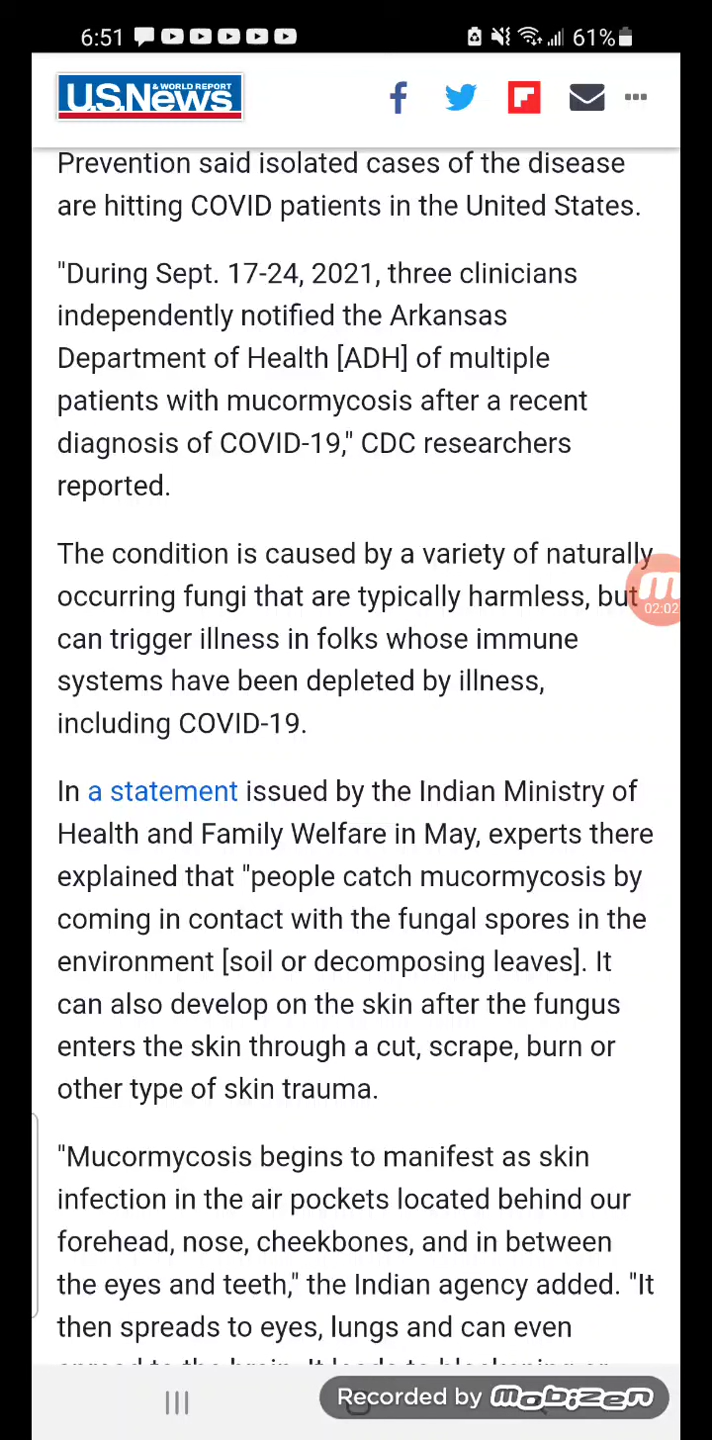 6:51
61%
& WORLD REPORT
U.S.News
Prevention said isolated cases of the disease
are hitting COVID patients in the United States.
"During Sept. 17-24, 2021, three clinicians
independently notified the Arkansas
Department of Health [ADH] of multiple
patients with mucormycosis after a recent
diagnosis of COVID-19," CDC researchers
reported.
The condition is caused by a variety of naturally
occurring fungi that are typically harmless, but
02:02
can trigger illness in folks whose immune
systems have been depleted by illness,
including COVID-19.
In a statement issued by the Indian Ministry of
Health and Family Welfare in May, experts there
explained that "people catch mucormycosis by
coming in contact with the fungal spores in the
environment [soil or decomposing leaves]. It
can also develop on the skin after the fungus
enters the skin through a cut, scrape, burn or
other type of skin trauma.
"Mucormycosis begins to manifest as skin
infection in the air pockets located behind our
forehead, nose, cheekbones, and in between
the eyes and teeth," the Indian agency added. "It
then spreads to eyes, lungs and can even
Recorded by mobizen